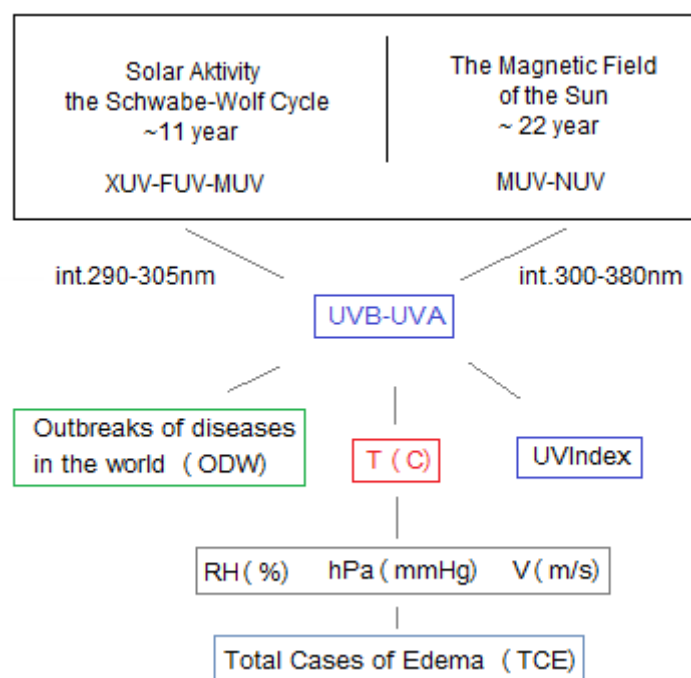 Solar Aktivity
the Schwabe-Wolf Cycle
~11 year
XUV-FUV-MUV
The Magnetic Field
of the Sun
~ 22 year
MUV-NUV
int.290-305nm
int.300-380nm
UVB-UVA
Outbreaks of diseases
in the world ( ODW)
T ( C)
UVIndex
RH ( %) hPa ( mmHg) V ( m/s)
Total Cases of Edema ( TCE)